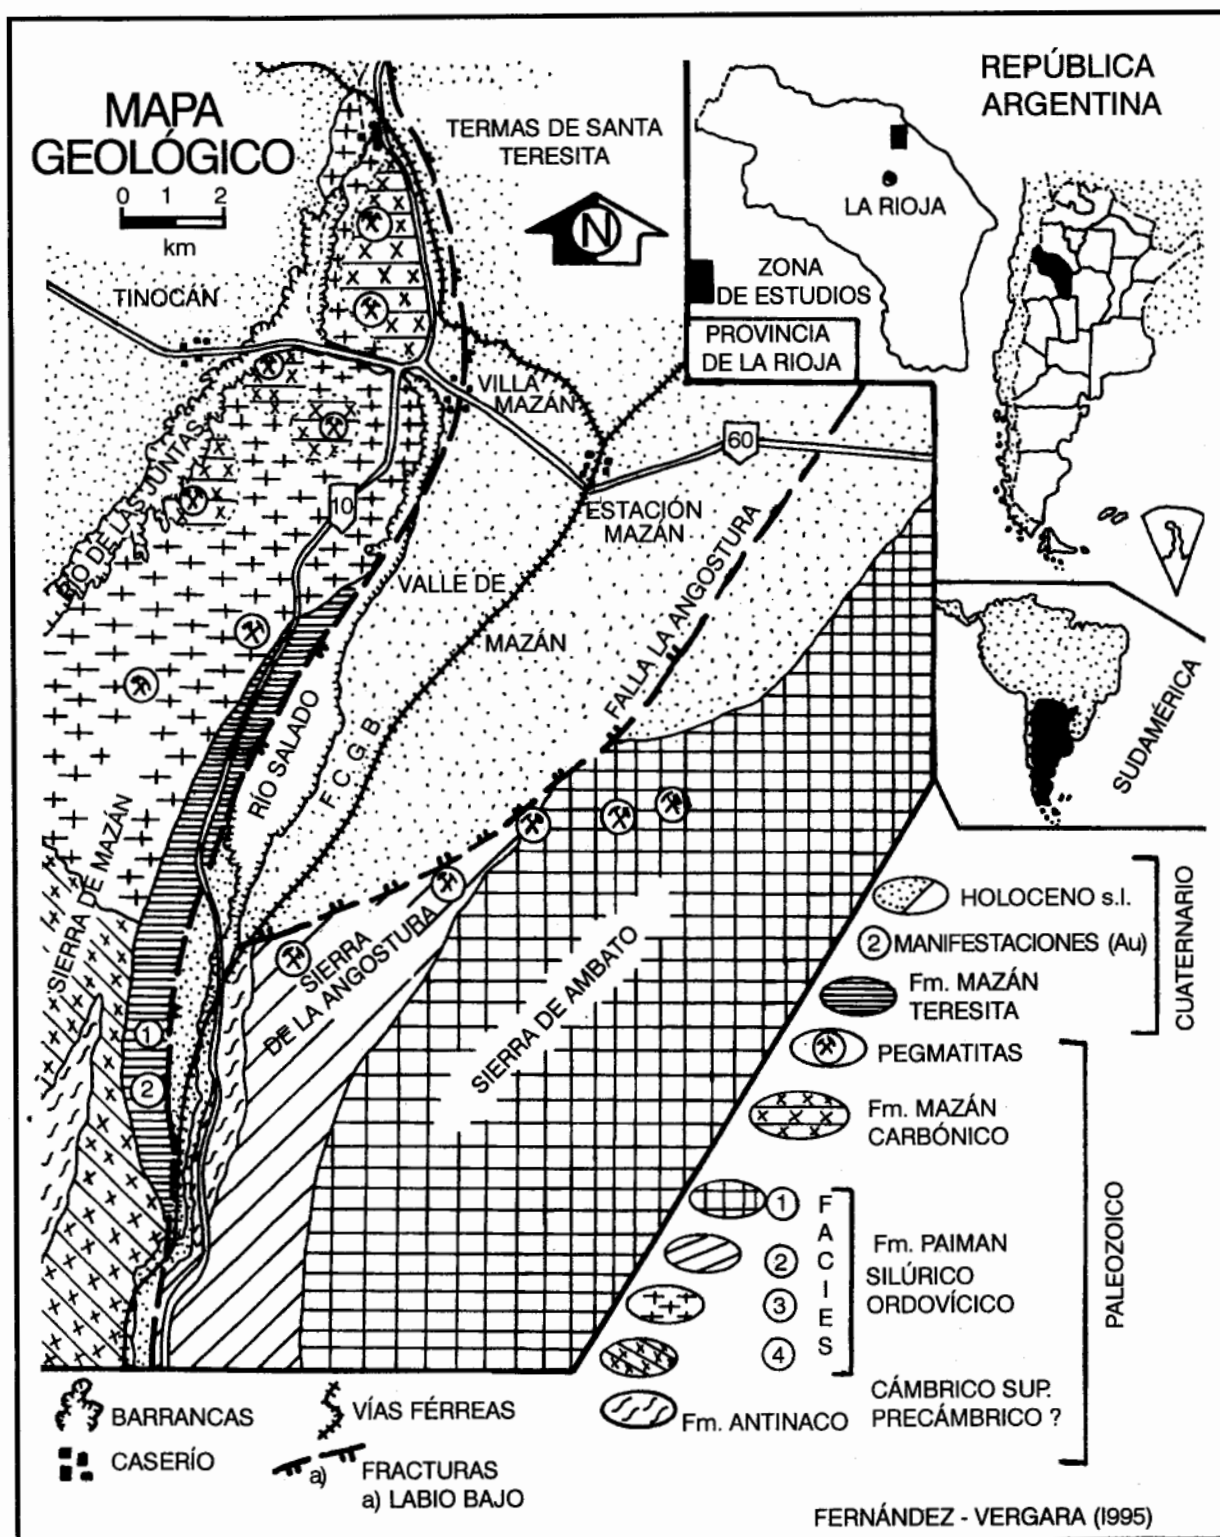 MAPA
GEOLÓGICO
0 1 2
km
TERMAS DE SANTA
TERESITA
N
REPÚBLICA
ARGENTINA
LA RIOJA
ZONA
DE ESTUDIOS
PROVINCIA
DE LA RIOJA
TINOCÁN
VILLA
MAZÁN
60
ESTACIÓN
MAZÁN
10
RÍO DE LAS JUNTAS
VALLE DE
MAZÁN
FALLA LA ANGOSTURA
RÍO SALADO
F C G B
SIERRA DE MAZÁN
SIERRA
DE LA ANGOSTURA
SIERRA DE AMBATO
1
2
SUDAMÉRICA
HOLOCENO s.l.
2 MANIFESTACIONES (Au)
Fm. MAZÁN
TERESITA
CUATERNARIO
PEGMATITAS
Fm. MAZÁN
CARBÓNICO
1
2
3
4
FACIES
Fm. PAIMAN
SILÚRICO
ORDOVÍCICO
Fm. ANTINACO
CÁMBRICO SUP.
PRECÁMBRICO ?
PALEOZOICO
BARRANCAS
CASERÍO
VÍAS FÉRREAS
a) FRACTURAS
a) LABIO BAJO
FERNÁNDEZ - VERGARA (I995)